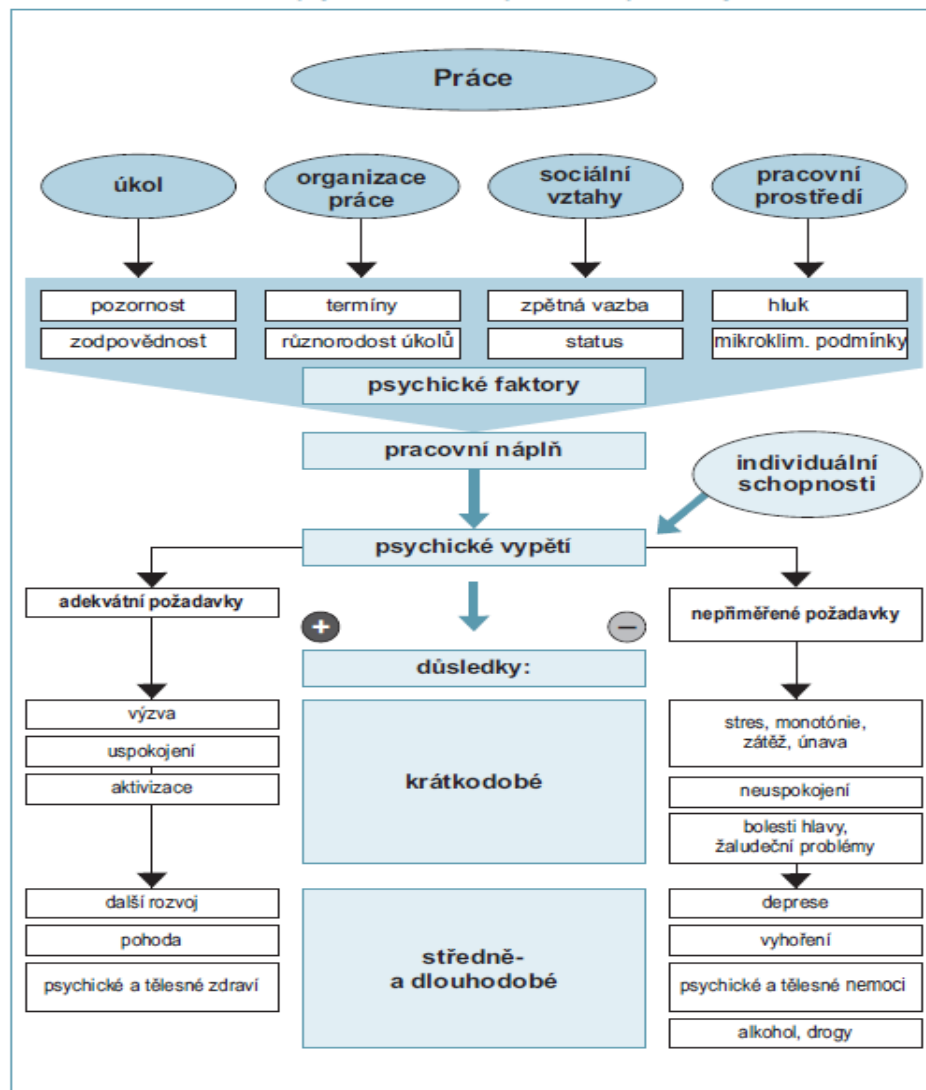 Práce
úkol
organizace
práce
sociální
vztahy
pracovní
prostředí
pozornost
termíny
zpětná vazba
hluk
zodpovědnost
různorodost úkolů
status
mikroklim. podmínky
psychické faktory
pracovní náplň
individuální
schopnosti
psychické vypětí
adekvátní požadavky
+
−
nepřiměřené požadavky
důsledky:
výzva
uspokojení
aktivizace
krátkodobé
stres, monotónie,
zátěž, únava
neuspokojení
bolesti hlavy,
žaludeční problémy
další rozvoj
pohoda
psychické a tělesné zdraví
středně-
a dlouhodobé
deprese
vyhoření
psychické a tělesné nemoci
alkohol, drogy